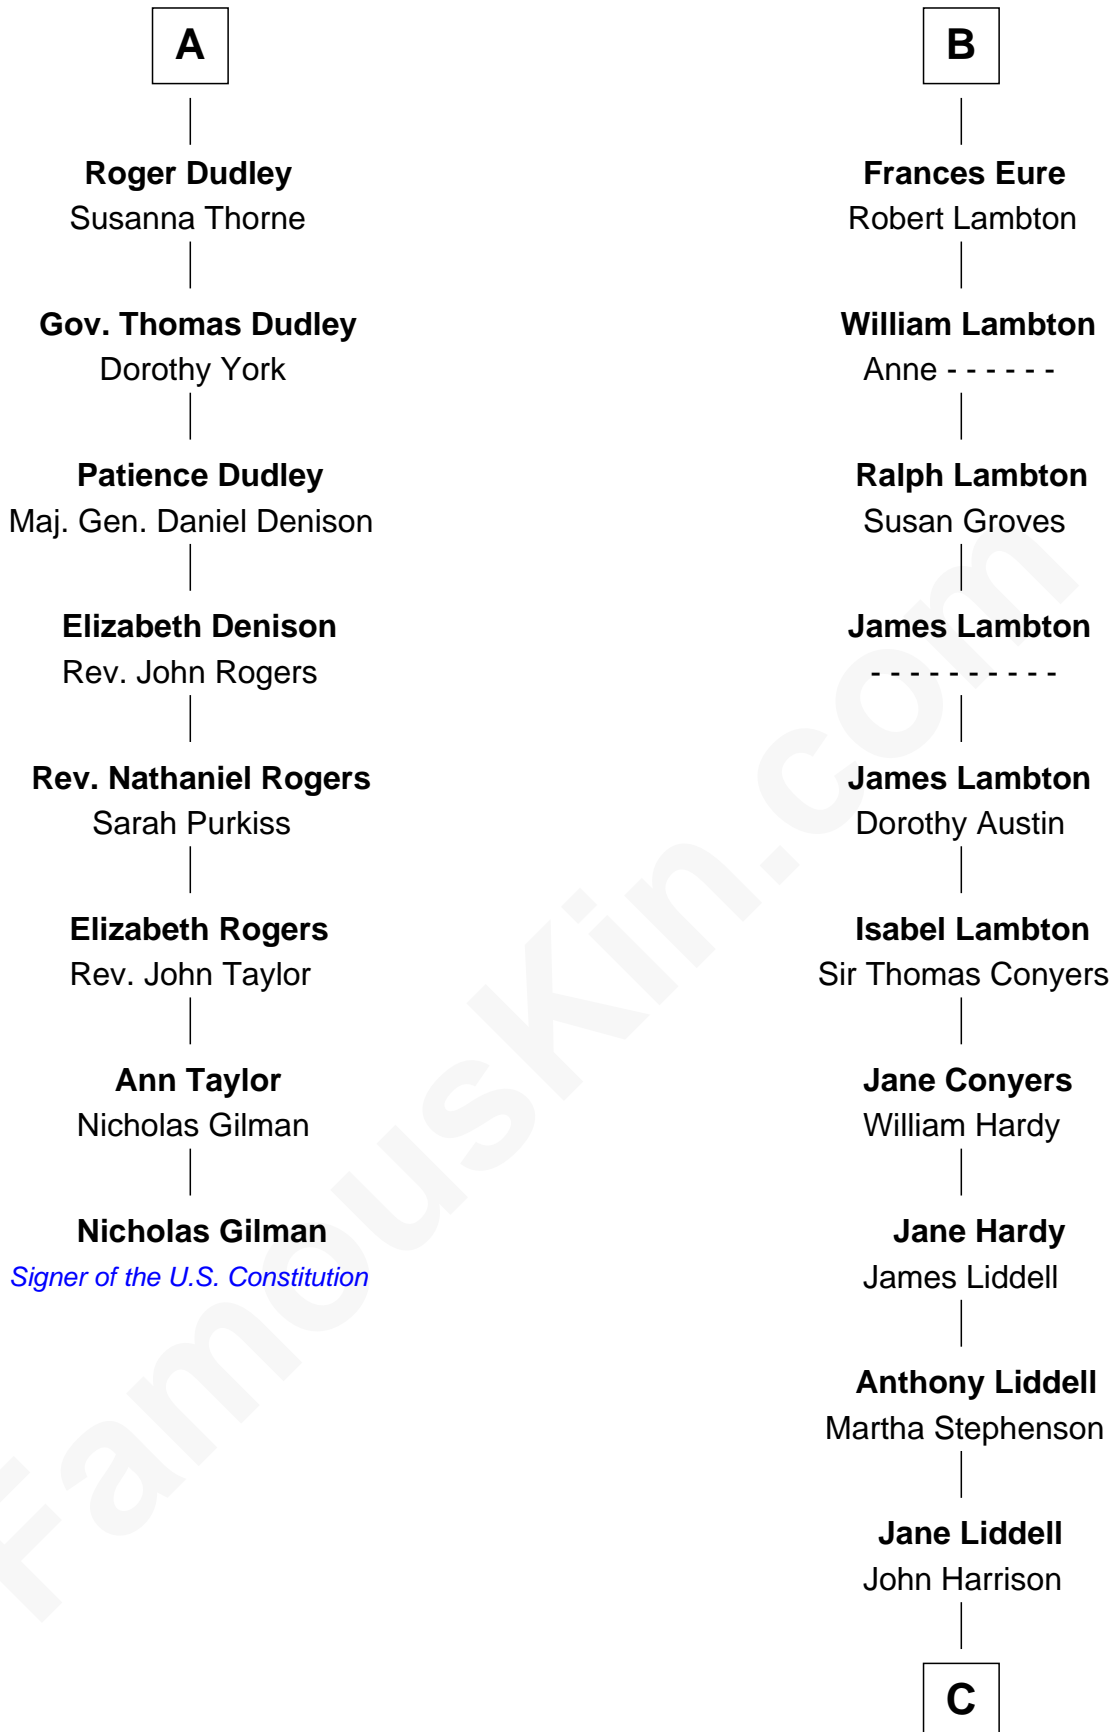 A
Roger Dudley
Susanna Thorne
Gov. Thomas Dudley
Dorothy York
Patience Dudley
Maj. Gen. Daniel Denison
Elizabeth Denison
Rev. John Rogers
Rev. Nathaniel Rogers
Sarah Purkiss
Elizabeth Rogers
Rev. John Taylor
Ann Taylor
Nicholas Gilman
Nicholas Gilman
Signer of the U.S. Constitution
B
Frances Eure
Robert Lambton
William Lambton
Anne - - - - - -
Ralph Lambton
Susan Groves
James Lambton
- - - - - - - - - -
James Lambton
Dorothy Austin
Isabel Lambton
Sir Thomas Conyers
Jane Conyers
William Hardy
Jane Hardy
James Liddell
Anthony Liddell
Martha Stephenson
Jane Liddell
John Harrison
C
FamousKin.com